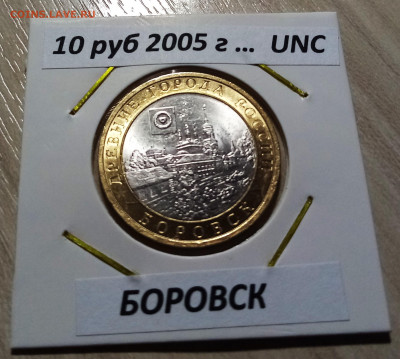 COINS.LAVE.RU
10 руб 2005 г ... UNC
ДРЕВНИЕ ГОРОДА РОССИИ
БОРОВСК
БОРОВСК